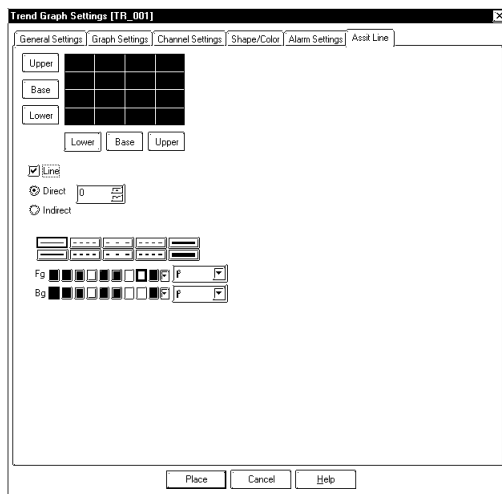 Trend Graph Settings [TR_001]
General Settings Graph Settings Channel Settings Shape/Color Alarm Settings Assit Line
Upper
Base
Lower
Lower Base Upper
Line
Direct 0
Indirect
Fg
Bg
Place Cancel Help